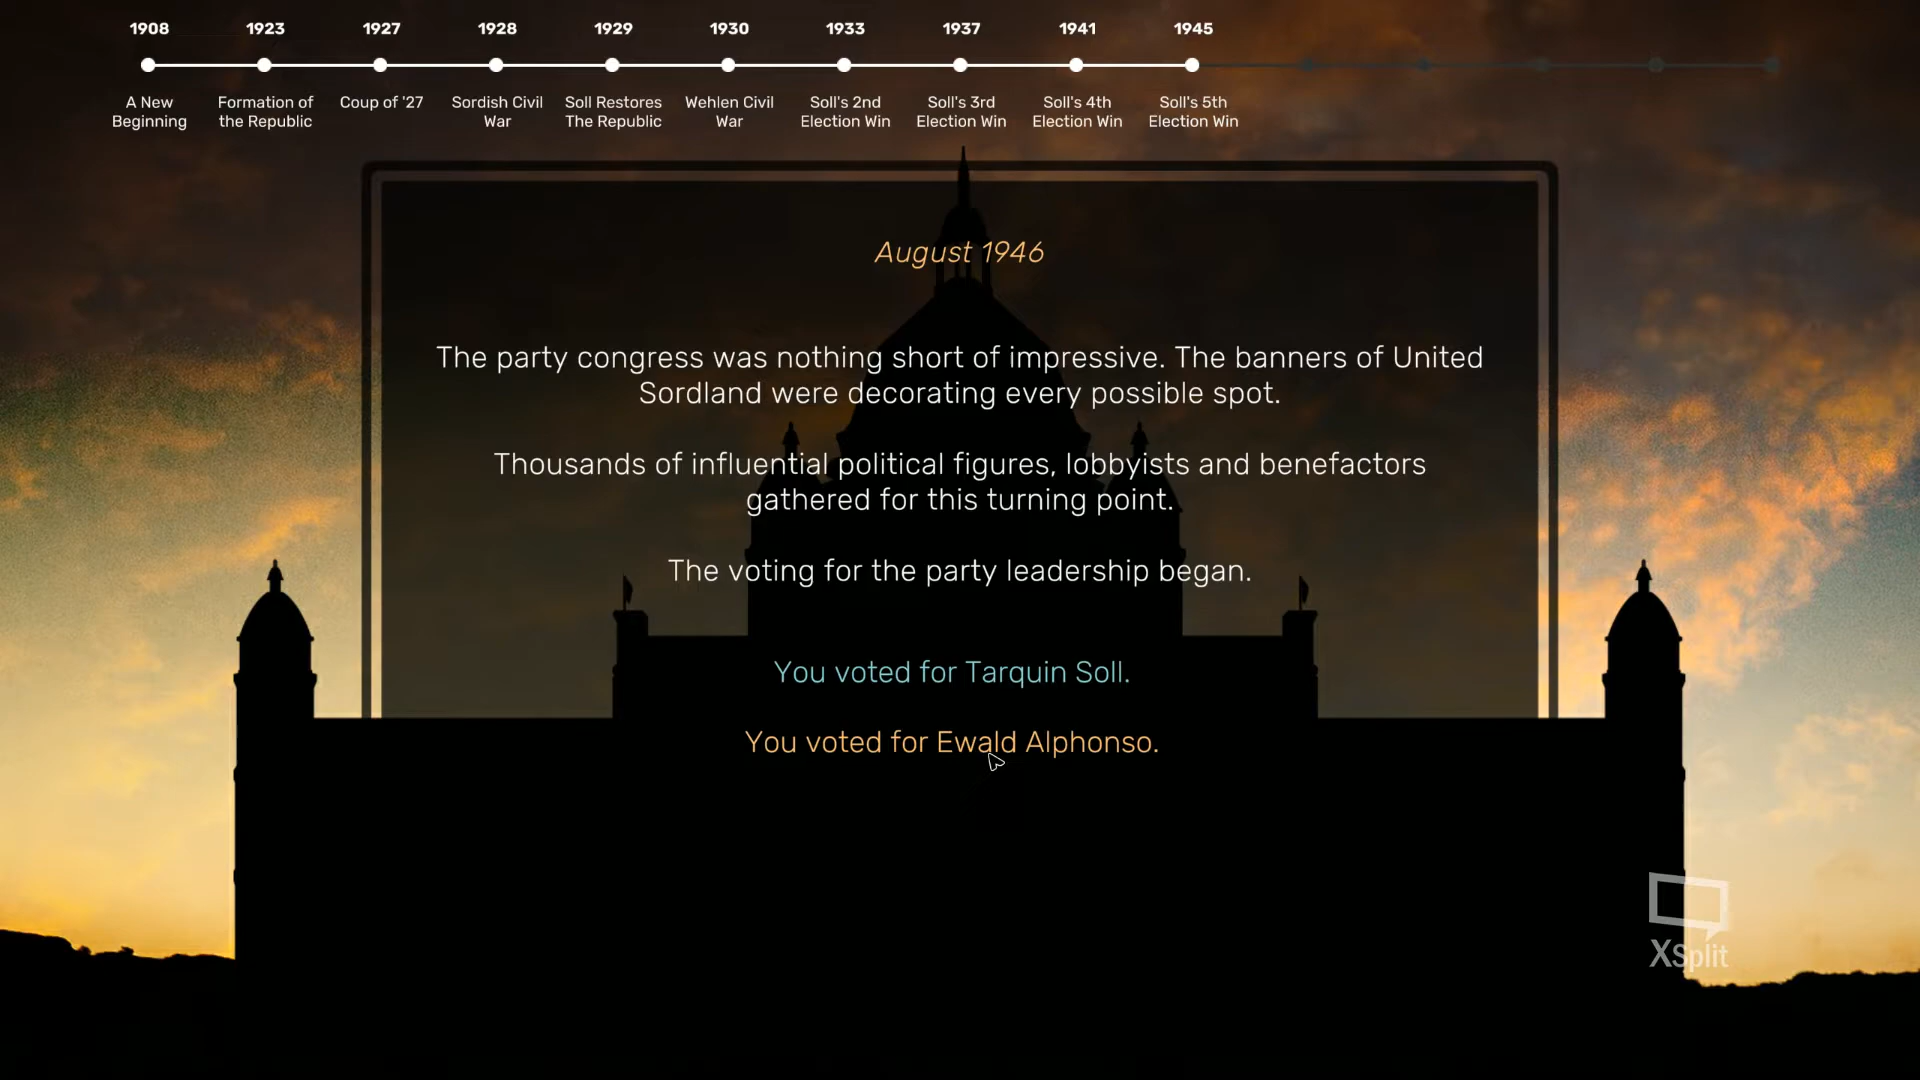 1908 1923 1927 1928 1929 1930 1933 1937 1941 1945
A New Beginning
Formation of the Republic
Coup of '27
Sordish Civil War
Soll Restores The Republic
Wehlen Civil War
Soll's 2nd Election Win
Soll's 3rd Election Win
Soll's 4th Election Win
Soll's 5th Election Win
August 1946
The party congress was nothing short of impressive. The banners of United
Sordland were decorating every possible spot.
Thousands of influential political figures, lobbyists and benefactors
gathered for this turning point.
The voting for the party leadership began.
You voted for Tarquin Soll.
You voted for Ewald Alphonso.
XSplit